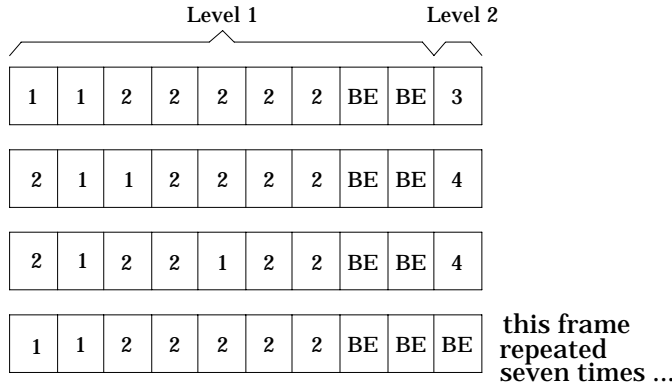 Level 1 Level 2
1 1 2 2 2 2 2 BE BE 3
2 1 1 2 2 2 2 BE BE 4
2 1 2 2 1 2 2 BE BE 4
1 1 2 2 2 2 2 BE BE BE
this frame
repeated
seven times ...